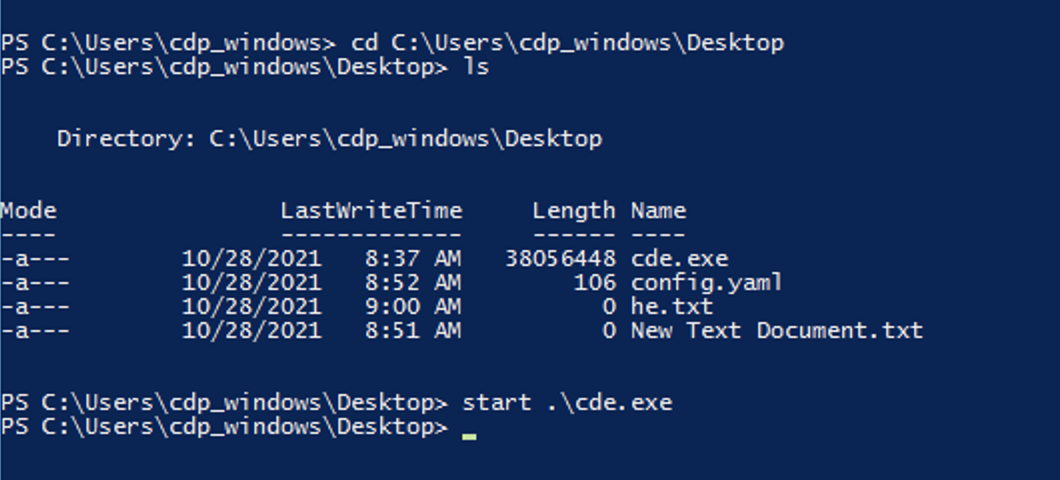 PS C:\Users\cdp_windows> cd C:\Users\cdp_windows\Desktop
PS C:\Users\cdp_windows\Desktop> ls
Directory: C:\Users\cdp_windows\Desktop
Mode LastWriteTime Length Name
---- ------------- ------ ----
-a--- 10/28/2021 8:37 AM 38056448 cde.exe
-a--- 10/28/2021 8:52 AM 106 config.yaml
-a--- 10/28/2021 9:00 AM 0 he.txt
-a--- 10/28/2021 8:51 AM 0 New Text Document.txt
PS C:\Users\cdp_windows\Desktop> start .\cde.exe
PS C:\Users\cdp_windows\Desktop>